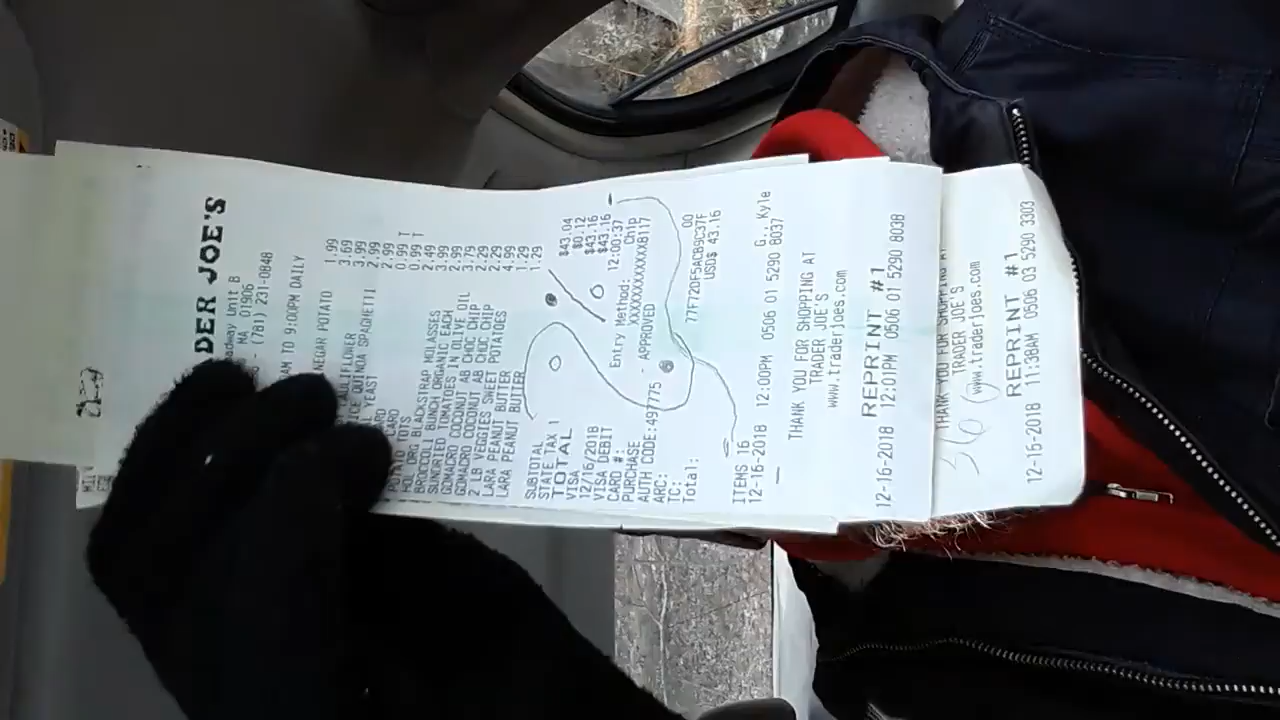 DER JOE'S
adway Unit B
MA 01906
- (781) 231-0848
AM TO 9:00PM DAILY
NEGAR POTATO 1.99
CAULIFLOWER 3.69
ICE QUINOA SPAGHETTI 3.99
YEAST 2.99
CARD 2.99
CARD 0.99 T
POTATO TOTS 0.99 T
MOL ORG BLACKSTRAP MOLASSES 2.49
BROCCOLI BUNCH ORGANIC EACH 3.99
SUNDRIED TOMATOES IN OLIVE OIL 2.99
GOMACRO COCONUT AB CHOC CHIP 3.79
GOMACRO COCONUT AB CHOC CHIP 2.29
2 LB VEGGIES SWEET POTATOES 2.29
LARA PEANUT BUTTER 4.99
LARA PEANUT BUTTER 1.29
1.29
SUBTOTAL $43.04
STATE TAX 1 $0.12
TOTAL $43.16
VISA $43.16
12/16/2018 12:00:37
VISA DEBIT Entry Method: Chip
CARD #: XXXXXXXXXXXX8117
PURCHASE - APPROVED
AUTH CODE:497775
ARC: 00
TC: 77F72DF5ACB9C37F
Total: USD$ 43.16
ITEMS 16 G., Kyle
12-16-2018 12:00PM 0506 01 5290 8037
THANK YOU FOR SHOPPING AT
TRADER JOE'S
www.traderjoes.com
REPRINT #1
12-16-2018 12:01PM 0506 01 5290 8038
THANK YOU FOR SHOPPING AT
TRADER JOE'S
www.traderjoes.com
REPRINT #1
12-16-2018 11:38AM 0506 03 5290 3303